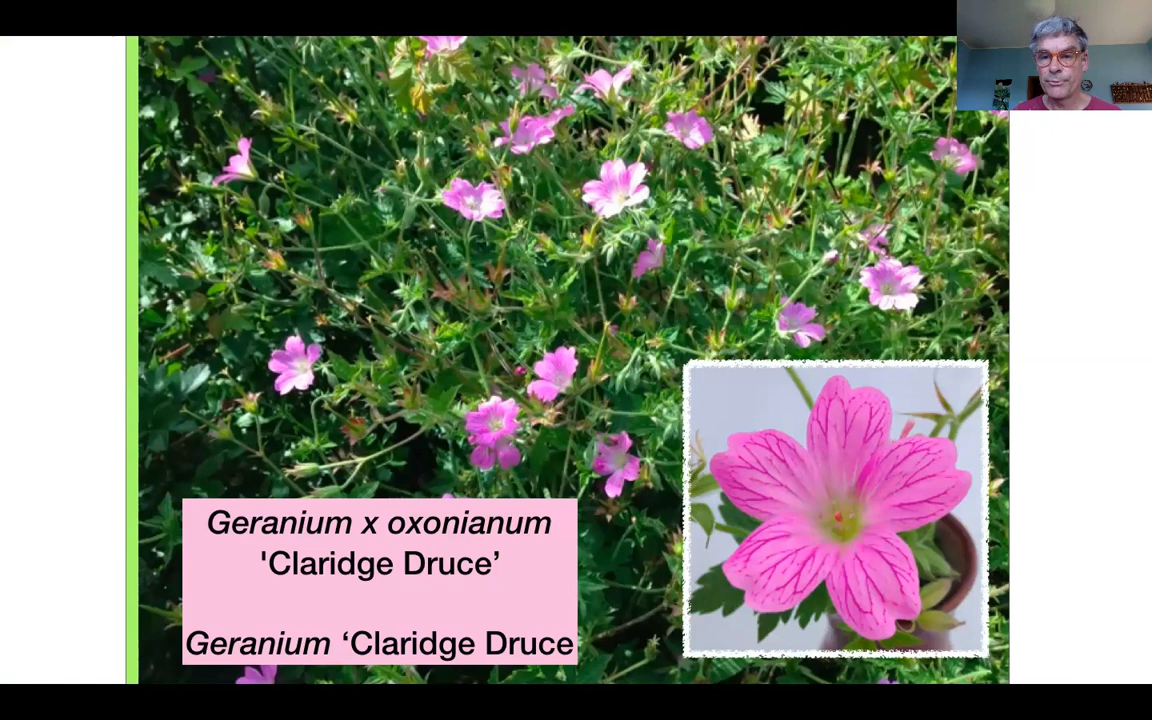 Geranium x oxonianum
'Claridge Druce’
Geranium ‘Claridge Druce